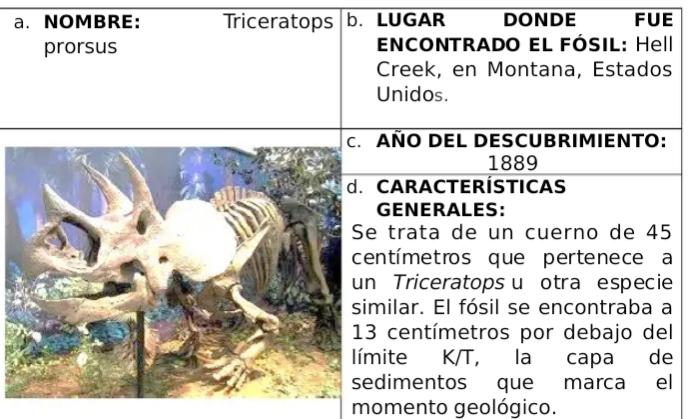 a. NOMBRE: Triceratops
prorsus
b. LUGAR DONDE FUE
ENCONTRADO EL FÓSIL: Hell
Creek, en Montana, Estados
Unidos.
c. AÑO DEL DESCUBRIMIENTO:
1889
d. CARACTERÍSTICAS
GENERALES:
Se trata de un cuerno de 45
centímetros que pertenece a
un Triceratops u otra especie
similar. El fósil se encontraba a
13 centímetros por debajo del
límite K/T, la capa de
sedimentos que marca el
momento geológico.